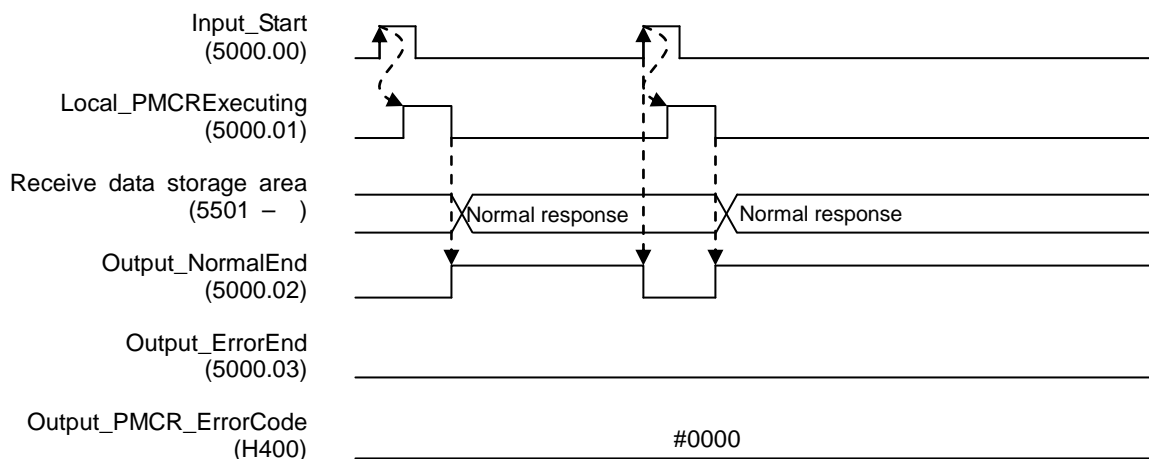 Input_Start
(5000.00)
Local_PMCRExecuting
(5000.01)
Receive data storage area
(5501 – )
Normal response
Normal response
Output_NormalEnd
(5000.02)
Output_ErrorEnd
(5000.03)
Output_PMCR_ErrorCode
(H400)
#0000